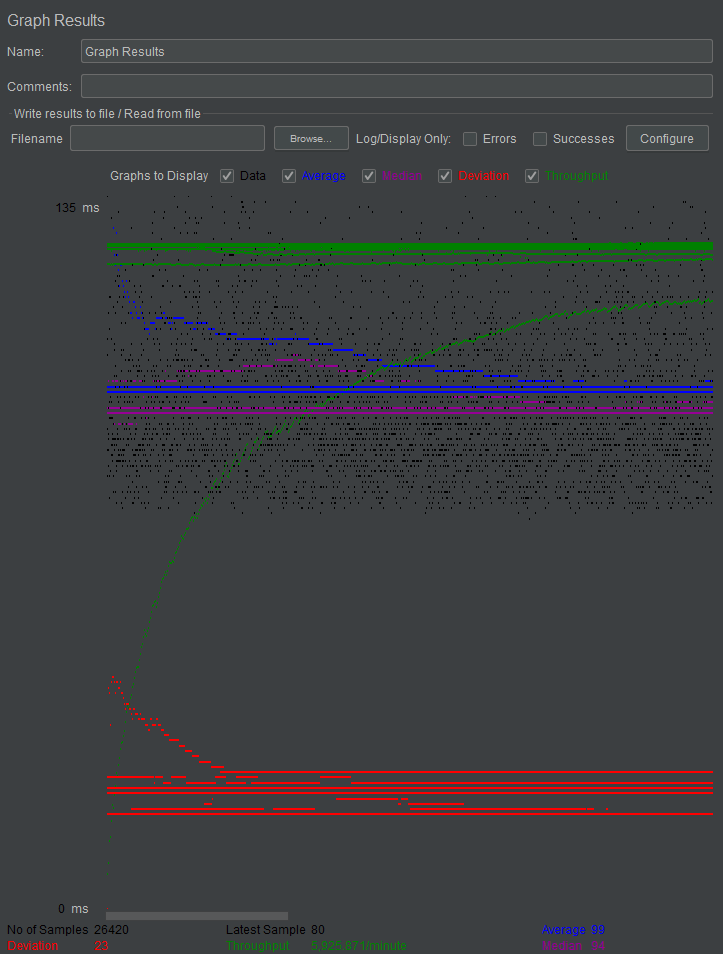 Graph Results
Name: Graph Results
Comments:
Write results to file / Read from file
Filename Browse... Log/Display Only: Errors Successes Configure
Graphs to Display Data Average Median Deviation Throughput
135 ms
0 ms
No of Samples 26420 Latest Sample 80 Average 99
Deviation 23 Throughput 5,925.871/minute Median 94